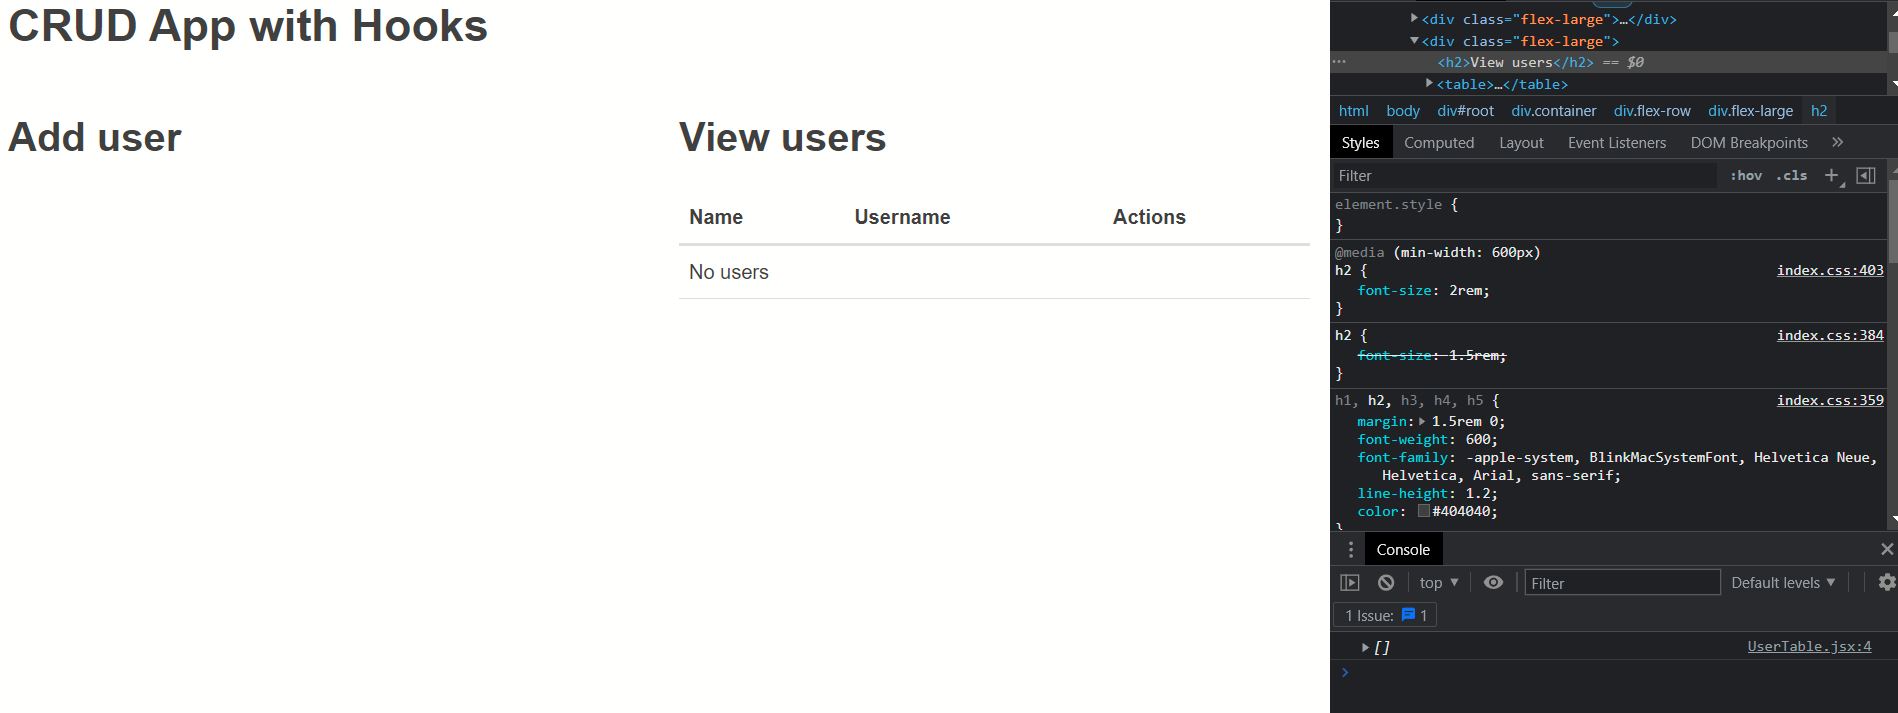 CRUD App with Hooks
Add user
View users
Name Username Actions
No users
<div class="flex-large">…</div>
<div class="flex-large">
<h2>View users</h2> == $0
<table>…</table>
html body div#root div.container div.flex-row div.flex-large h2
Styles Computed Layout Event Listeners DOM Breakpoints »
Filter :hov .cls +
element.style {
}
@media (min-width: 600px)
h2 { index.css:403
font-size: 2rem;
}
h2 { index.css:384
font-size: 1.5rem;
}
h1, h2, h3, h4, h5 { index.css:359
margin: 1.5rem 0;
font-weight: 600;
font-family: -apple-system, BlinkMacSystemFont, Helvetica Neue,
Helvetica, Arial, sans-serif;
line-height: 1.2;
color: #404040;
}
Console
top Filter Default levels
1 Issue: 1
[] UserTable.jsx:4